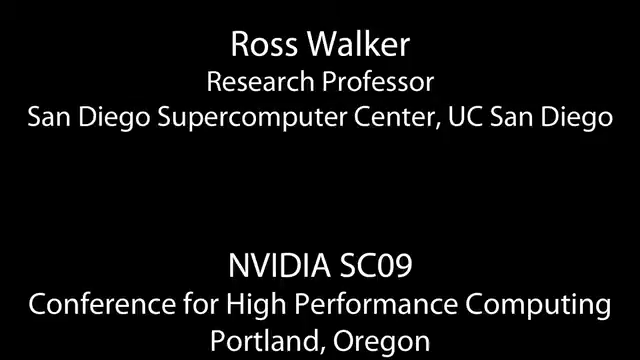 Ross Walker
Research Professor
San Diego Supercomputer Center, UC San Diego
NVIDIA SC09
Conference for High Performance Computing
Portland, Oregon